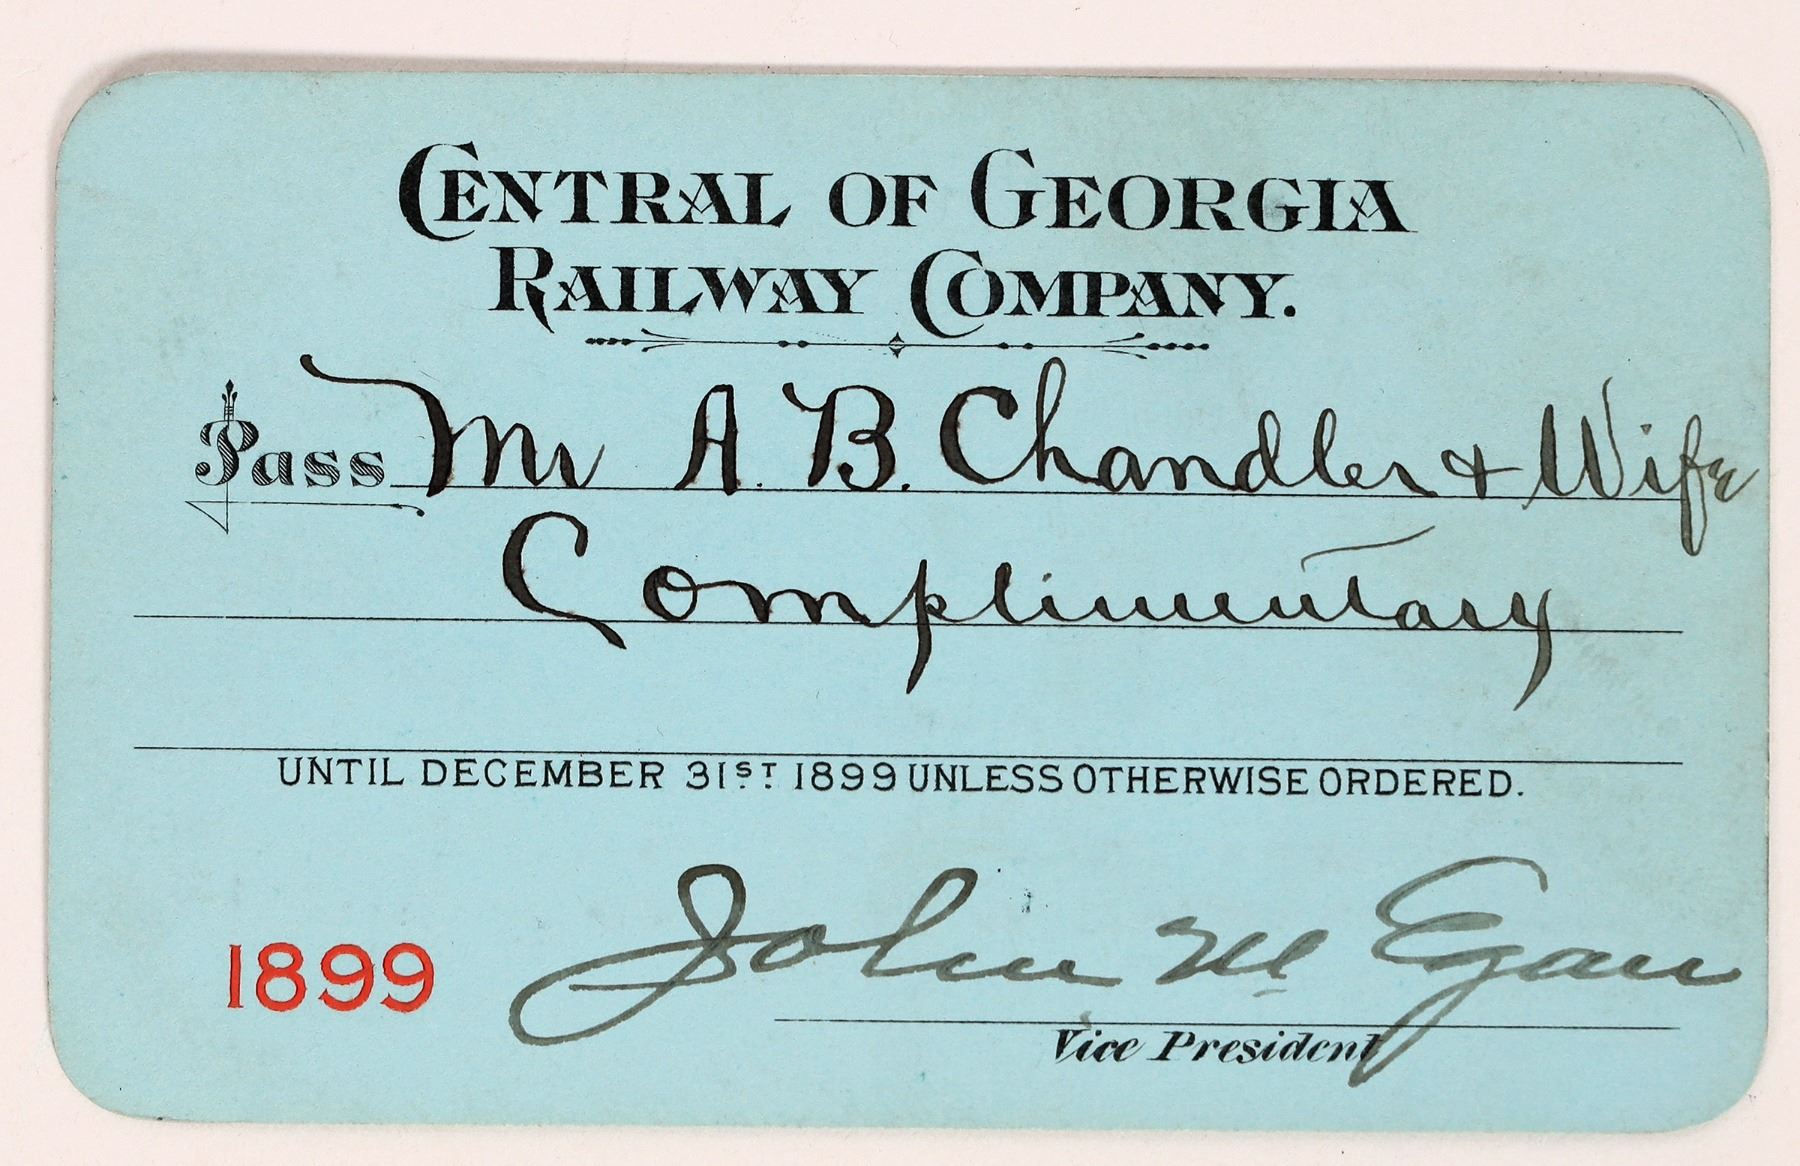 CENTRAL OF GEORGIA
RAILWAY COMPANY.
Pass Mr A. B. Chandler & Wife
Complimentary
UNTIL DECEMBER 31ST 1899 UNLESS OTHERWISE ORDERED.
John M Egan
1899
Vice President